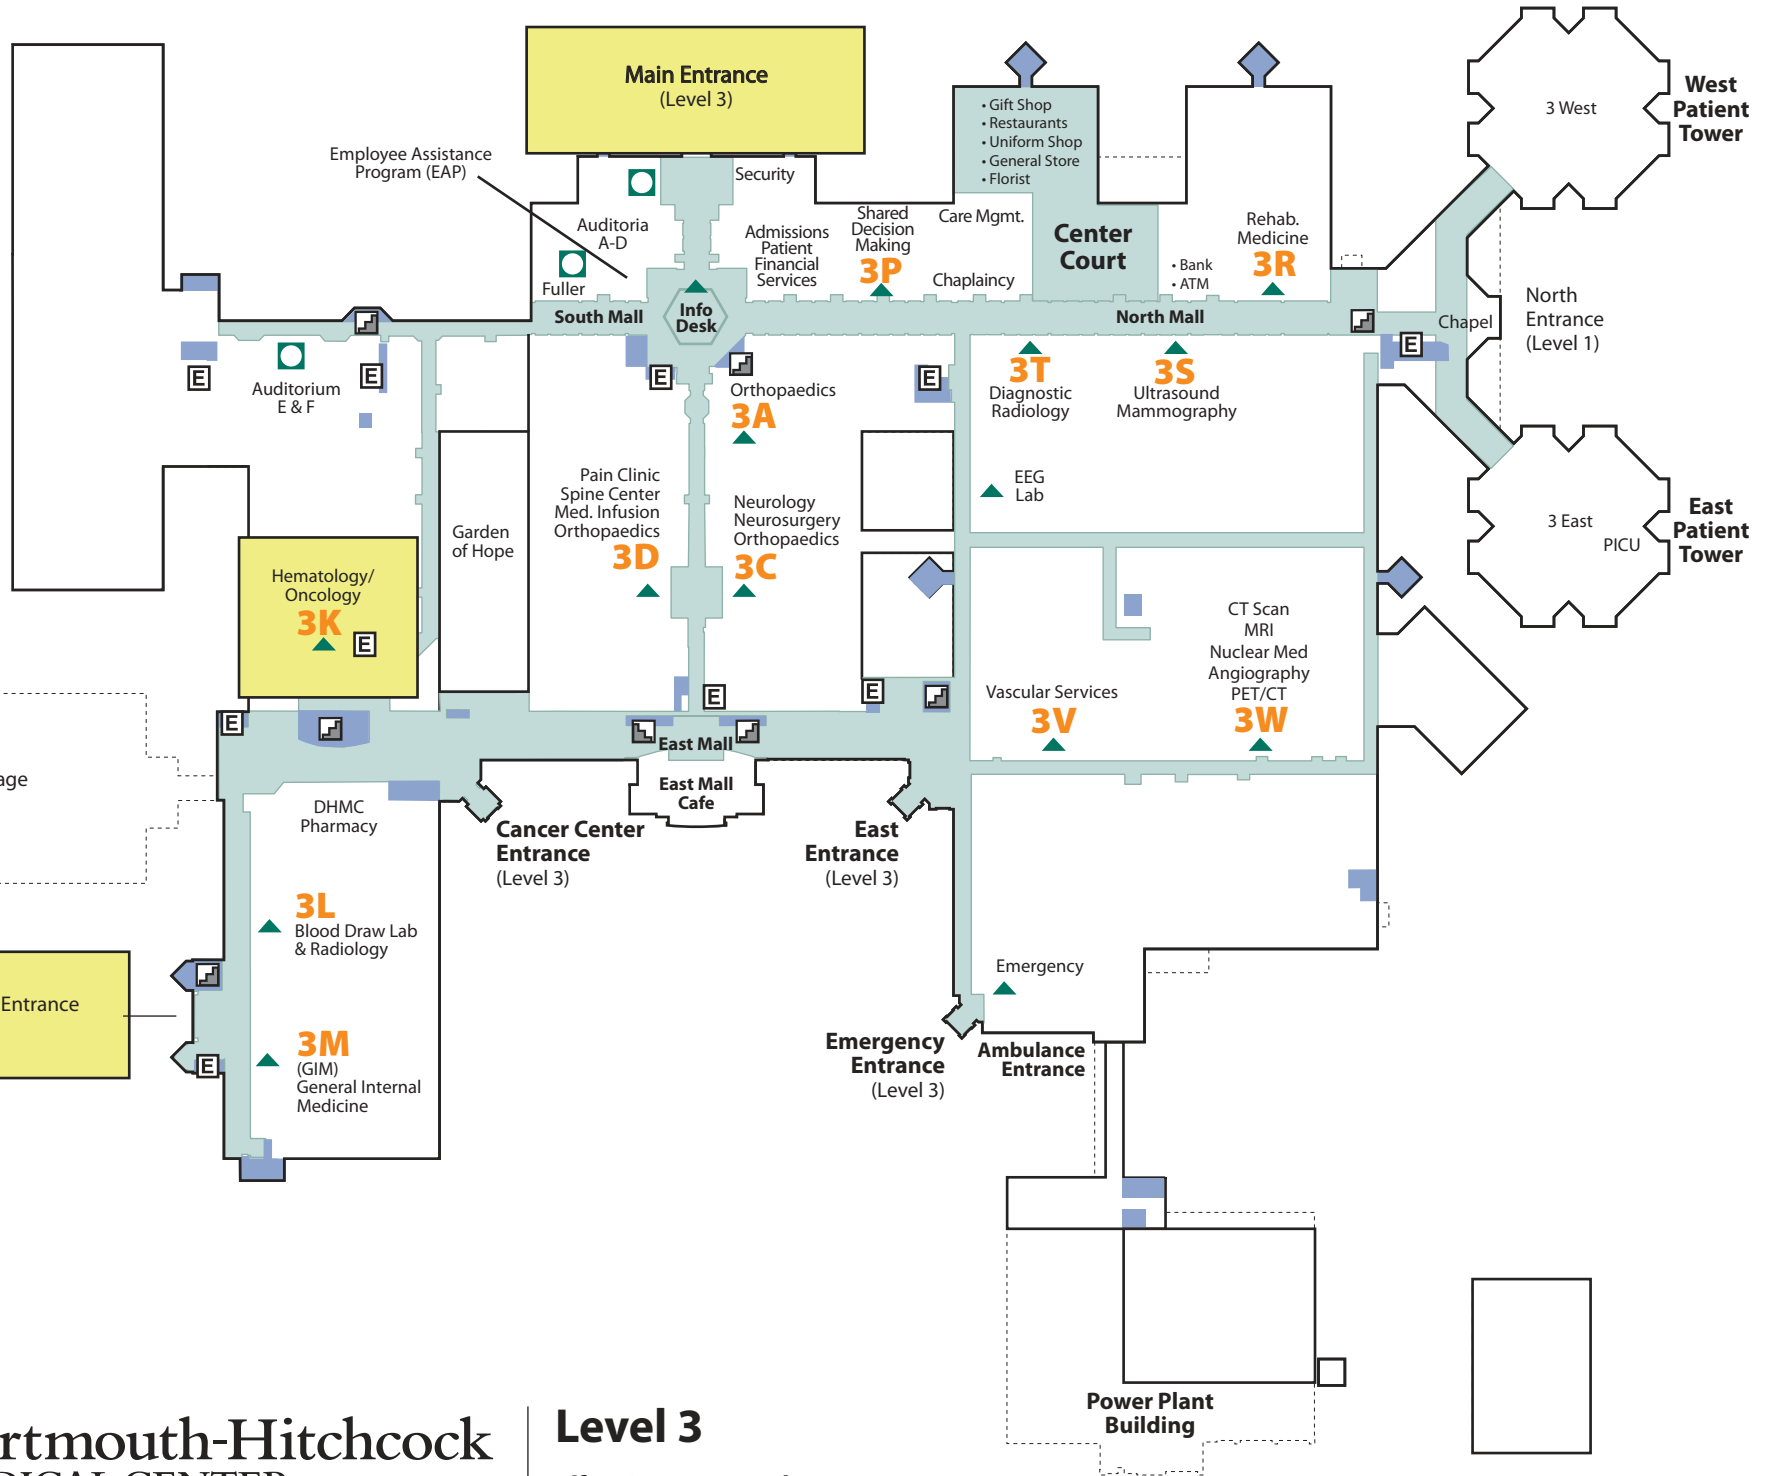 Main Entrance
(Level 3)
Employee Assistance
Program (EAP)
Security
Auditoria
A-D
Fuller
Admissions
Patient
Financial
Services
Shared
Decision
Making
3P
• Gift Shop
• Restaurants
• Uniform Shop
• General Store
• Florist
Care Mgmt.
Chaplaincy
Center
Court
• Bank
• ATM
Rehab.
Medicine
3R
3 West
West
Patient
Tower
South Mall
Info
Desk
North Mall
Chapel
North
Entrance
(Level 1)
E
Auditorium
E & F
E
E
Orthopaedics
3A
E
3T
Diagnostic
Radiology
3S
Ultrasound
Mammography
E
EEG
Lab
3 East
PICU
East
Patient
Tower
Garden
of Hope
Pain Clinic
Spine Center
Med. Infusion
Orthopaedics
3D
Neurology
Neurosurgery
Orthopaedics
3C
Hematology/
Oncology
3K
E
CT Scan
MRI
Nuclear Med
Angiography
PET/CT
3W
Vascular Services
3V
E
E
E
East Mall
East Mall
Cafe
age
DHMC
Pharmacy
Cancer Center
Entrance
(Level 3)
East
Entrance
(Level 3)
3L
Blood Draw Lab
& Radiology
Entrance
3M
(GIM)
General Internal
Medicine
E
Emergency
Emergency
Entrance
(Level 3)
Ambulance
Entrance
Power Plant
Building
rtmouth-Hitchcock
DICAL CENTER
Level 3